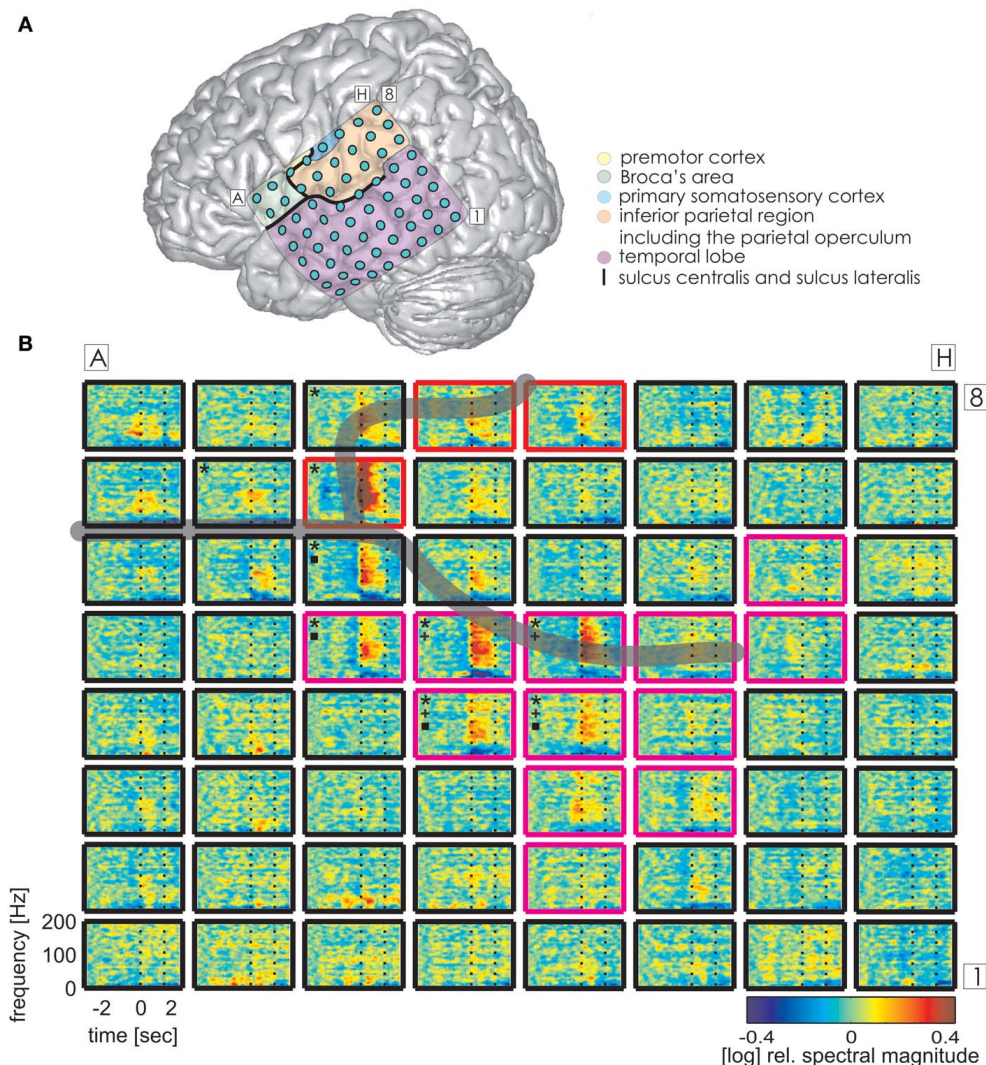 A
H 8
A
1
premotor cortex
Broca's area
primary somatosensory cortex
inferior parietal region
including the parietal operculum
temporal lobe
sulcus centralis and sulcus lateralis
B
A H
8
*
* *
*
* * + * +
* + * +
frequency [Hz]
200
100
0
1
-2 0 2
time [sec]
-0.4 0 0.4
[log] rel. spectral magnitude